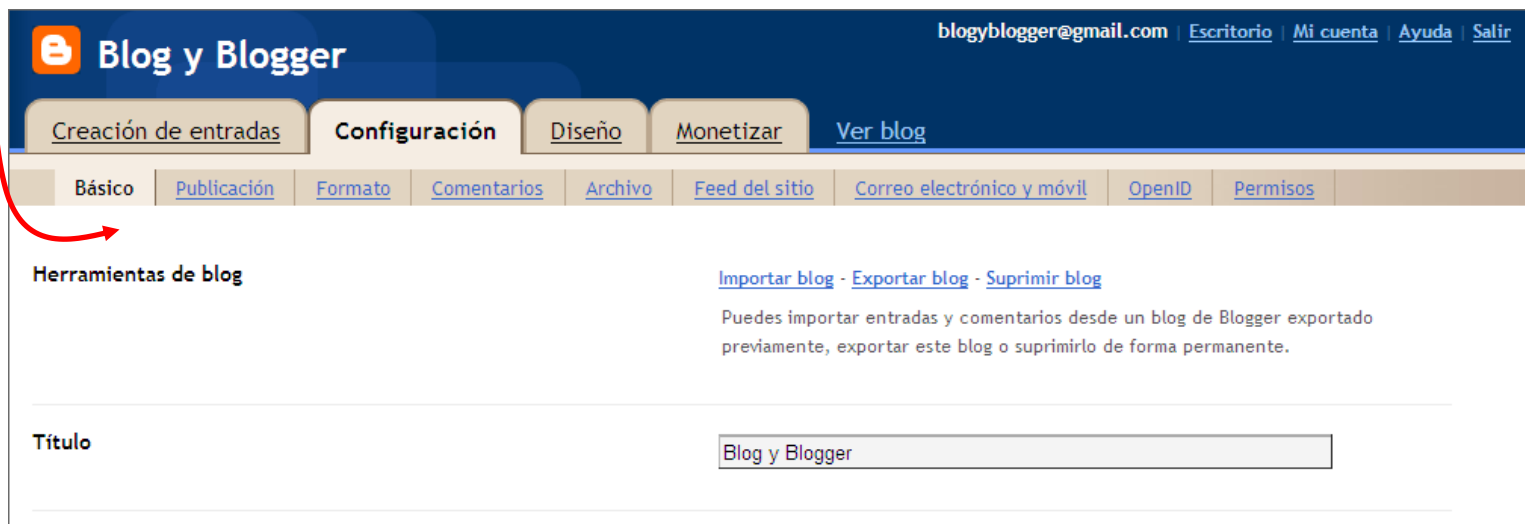 blogyblogger@gmail.com | Escritorio | Mi cuenta | Ayuda | Salir
Blog y Blogger
Creación de entradas Configuración Diseño Monetizar Ver blog
Básico Publicación Formato Comentarios Archivo Feed del sitio Correo electrónico y móvil OpenID Permisos
Herramientas de blog
Importar blog - Exportar blog - Suprimir blog
Puedes importar entradas y comentarios desde un blog de Blogger exportado
previamente, exportar este blog o suprimirlo de forma permanente.
Título
Blog y Blogger